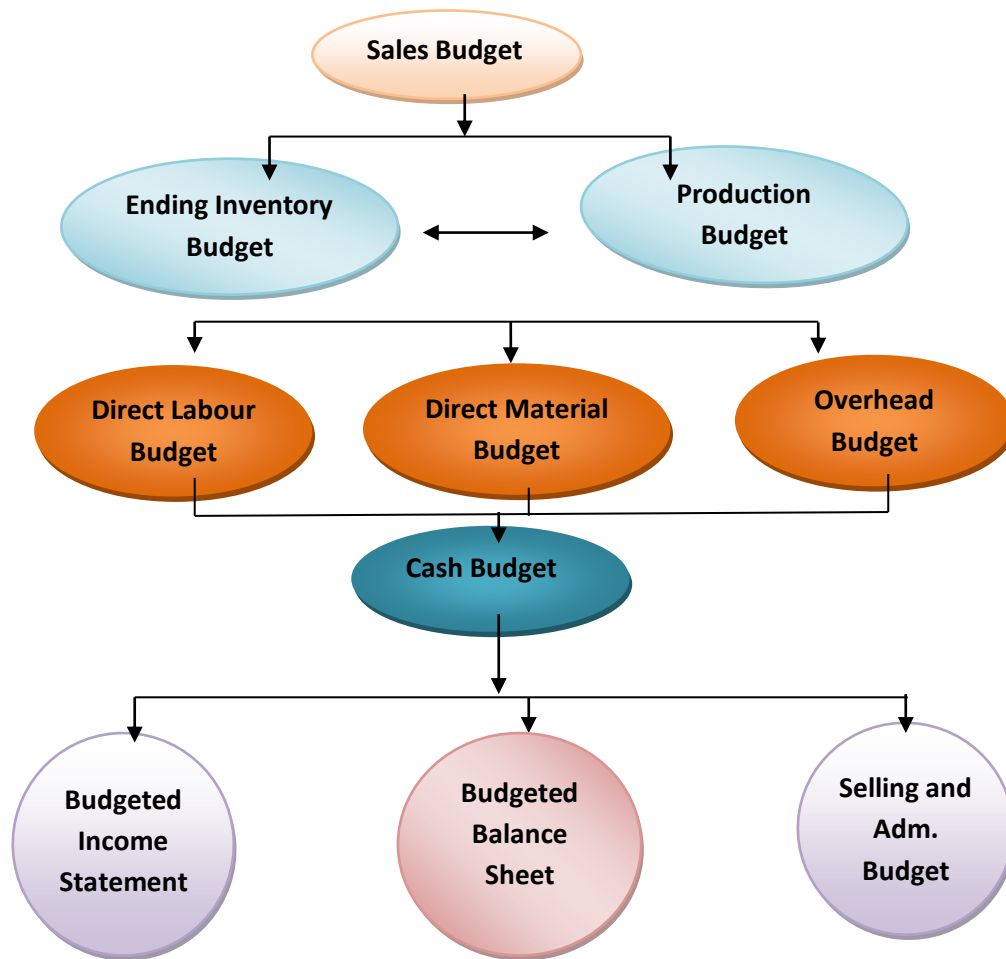 Sales Budget
Ending Inventory
Budget
Production
Budget
Direct Labour
Budget
Direct Material
Budget
Overhead
Budget
Cash Budget
Budgeted
Income
Statement
Budgeted
Balance
Sheet
Selling and
Adm.
Budget